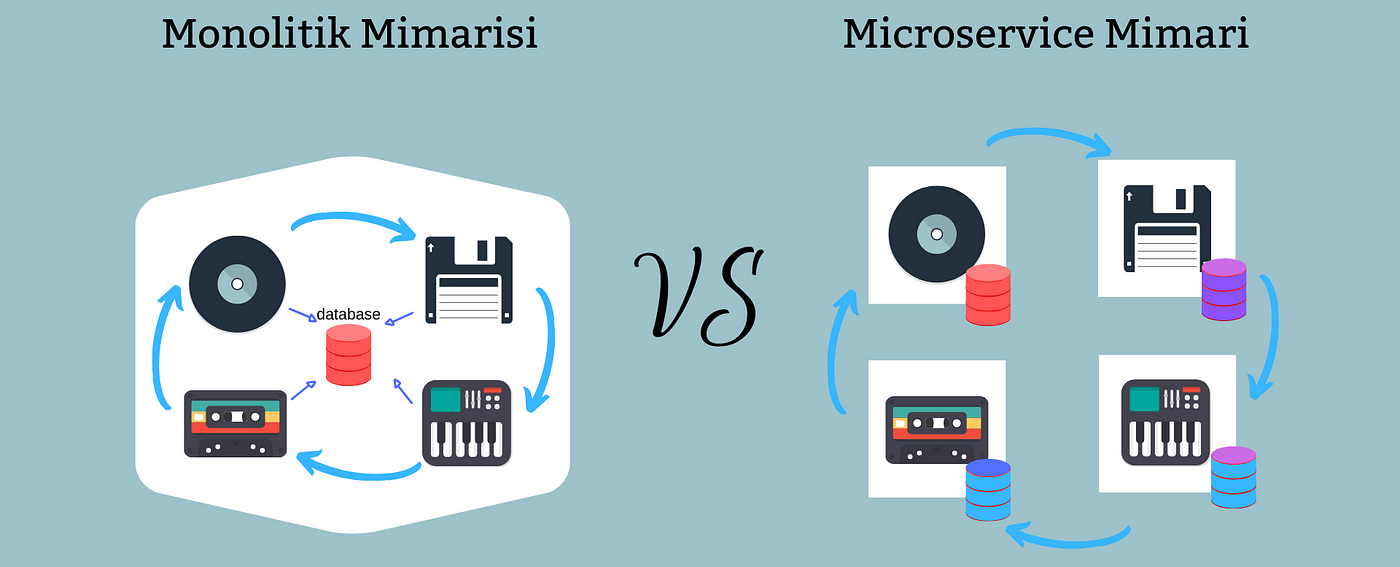 Monolitik Mimarisi
Microservice Mimari
VS
database